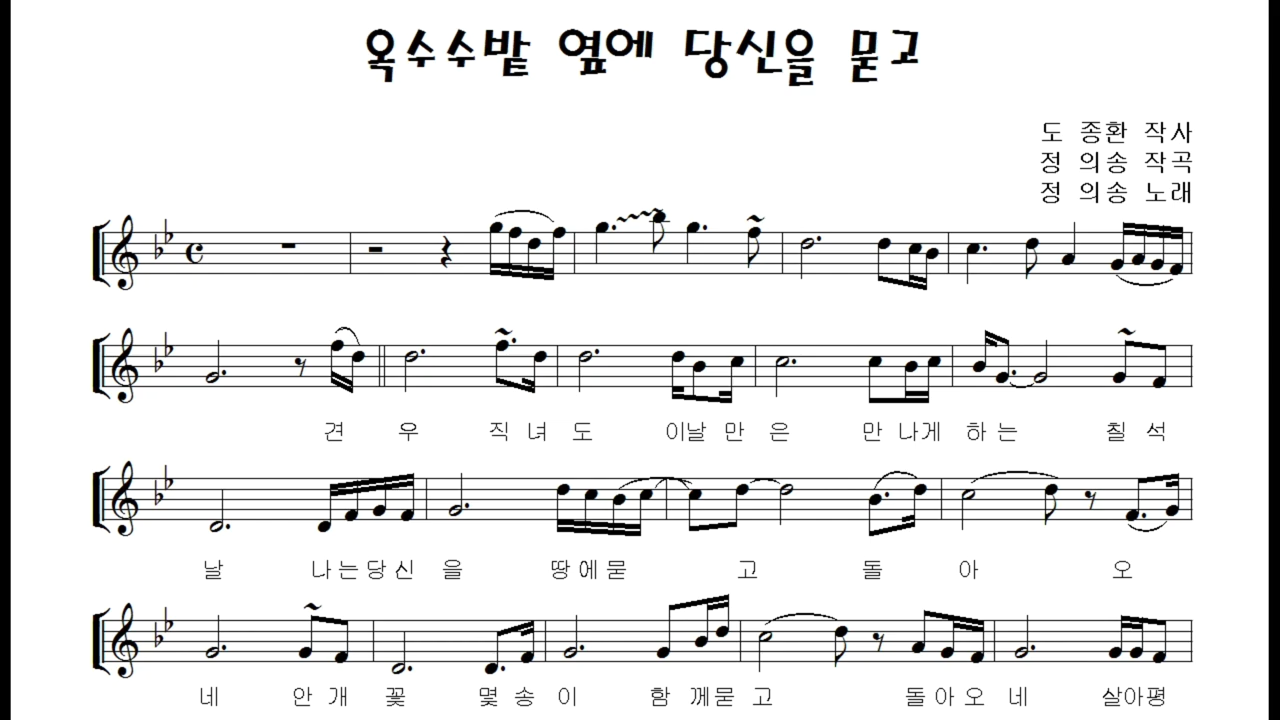 옥수수밭 옆에 당신을 묻고
도 종환 작사
정 의송 작곡
정 의송 노래
견 우 직 녀 도 이날 만 은 만 나게 하 는 칠 석
날 나는당신 을 땅에묻 고 돌 아 오
네 안 개 꽃 몇 송 이 함 께묻 고 돌아오 네 살아평